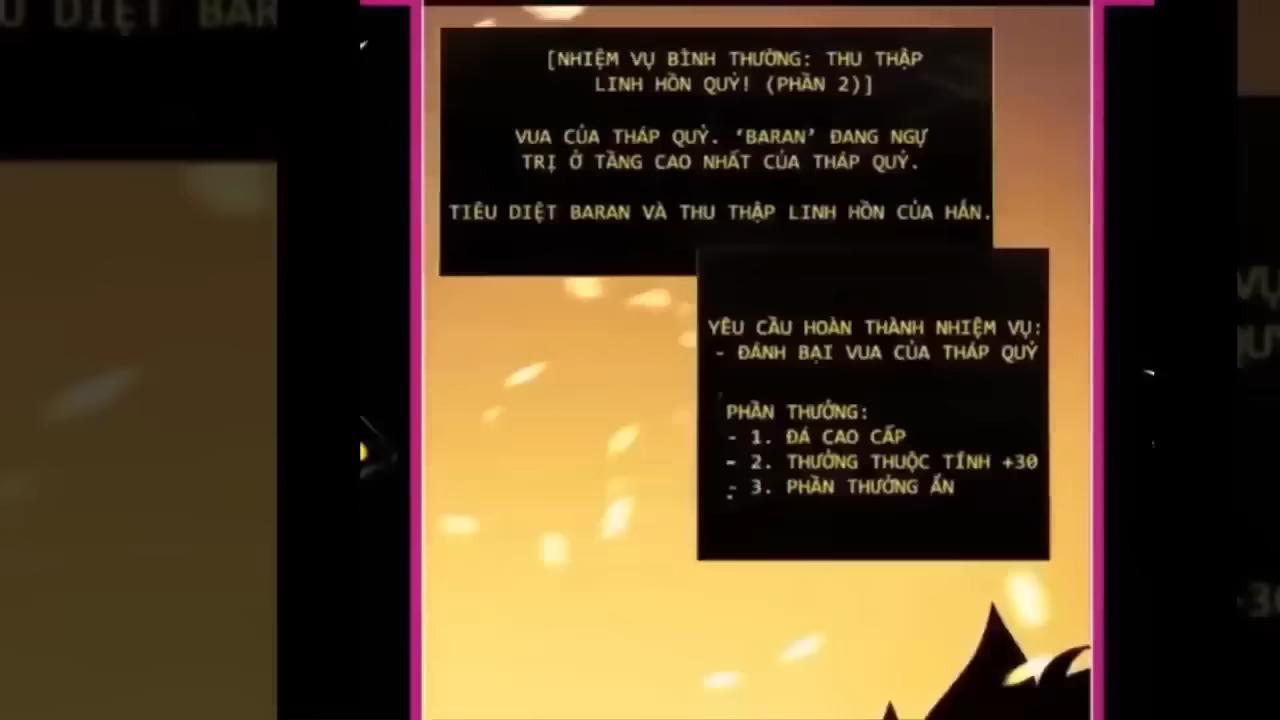 [NHIỆM VỤ BÌNH THƯỜNG: THU THẬP
LINH HỒN QUỶ! (PHẦN 2)]
VUA CỦA THÁP QUỶ. ‘BARAN’ ĐANG NGỰ
TRỊ Ở TẦNG CAO NHẤT CỦA THÁP QUỶ.
TIÊU DIỆT BARAN VÀ THU THẬP LINH HỒN CỦA HẮN.
YÊU CẦU HOÀN THÀNH NHIỆM VỤ:
- ĐÁNH BẠI VUA CỦA THÁP QUỶ
PHẦN THƯỞNG:
- 1. ĐÁ CAO CẤP
- 2. THƯỞNG THUỘC TÍNH +30
- 3. PHẦN THƯỞNG ẨN